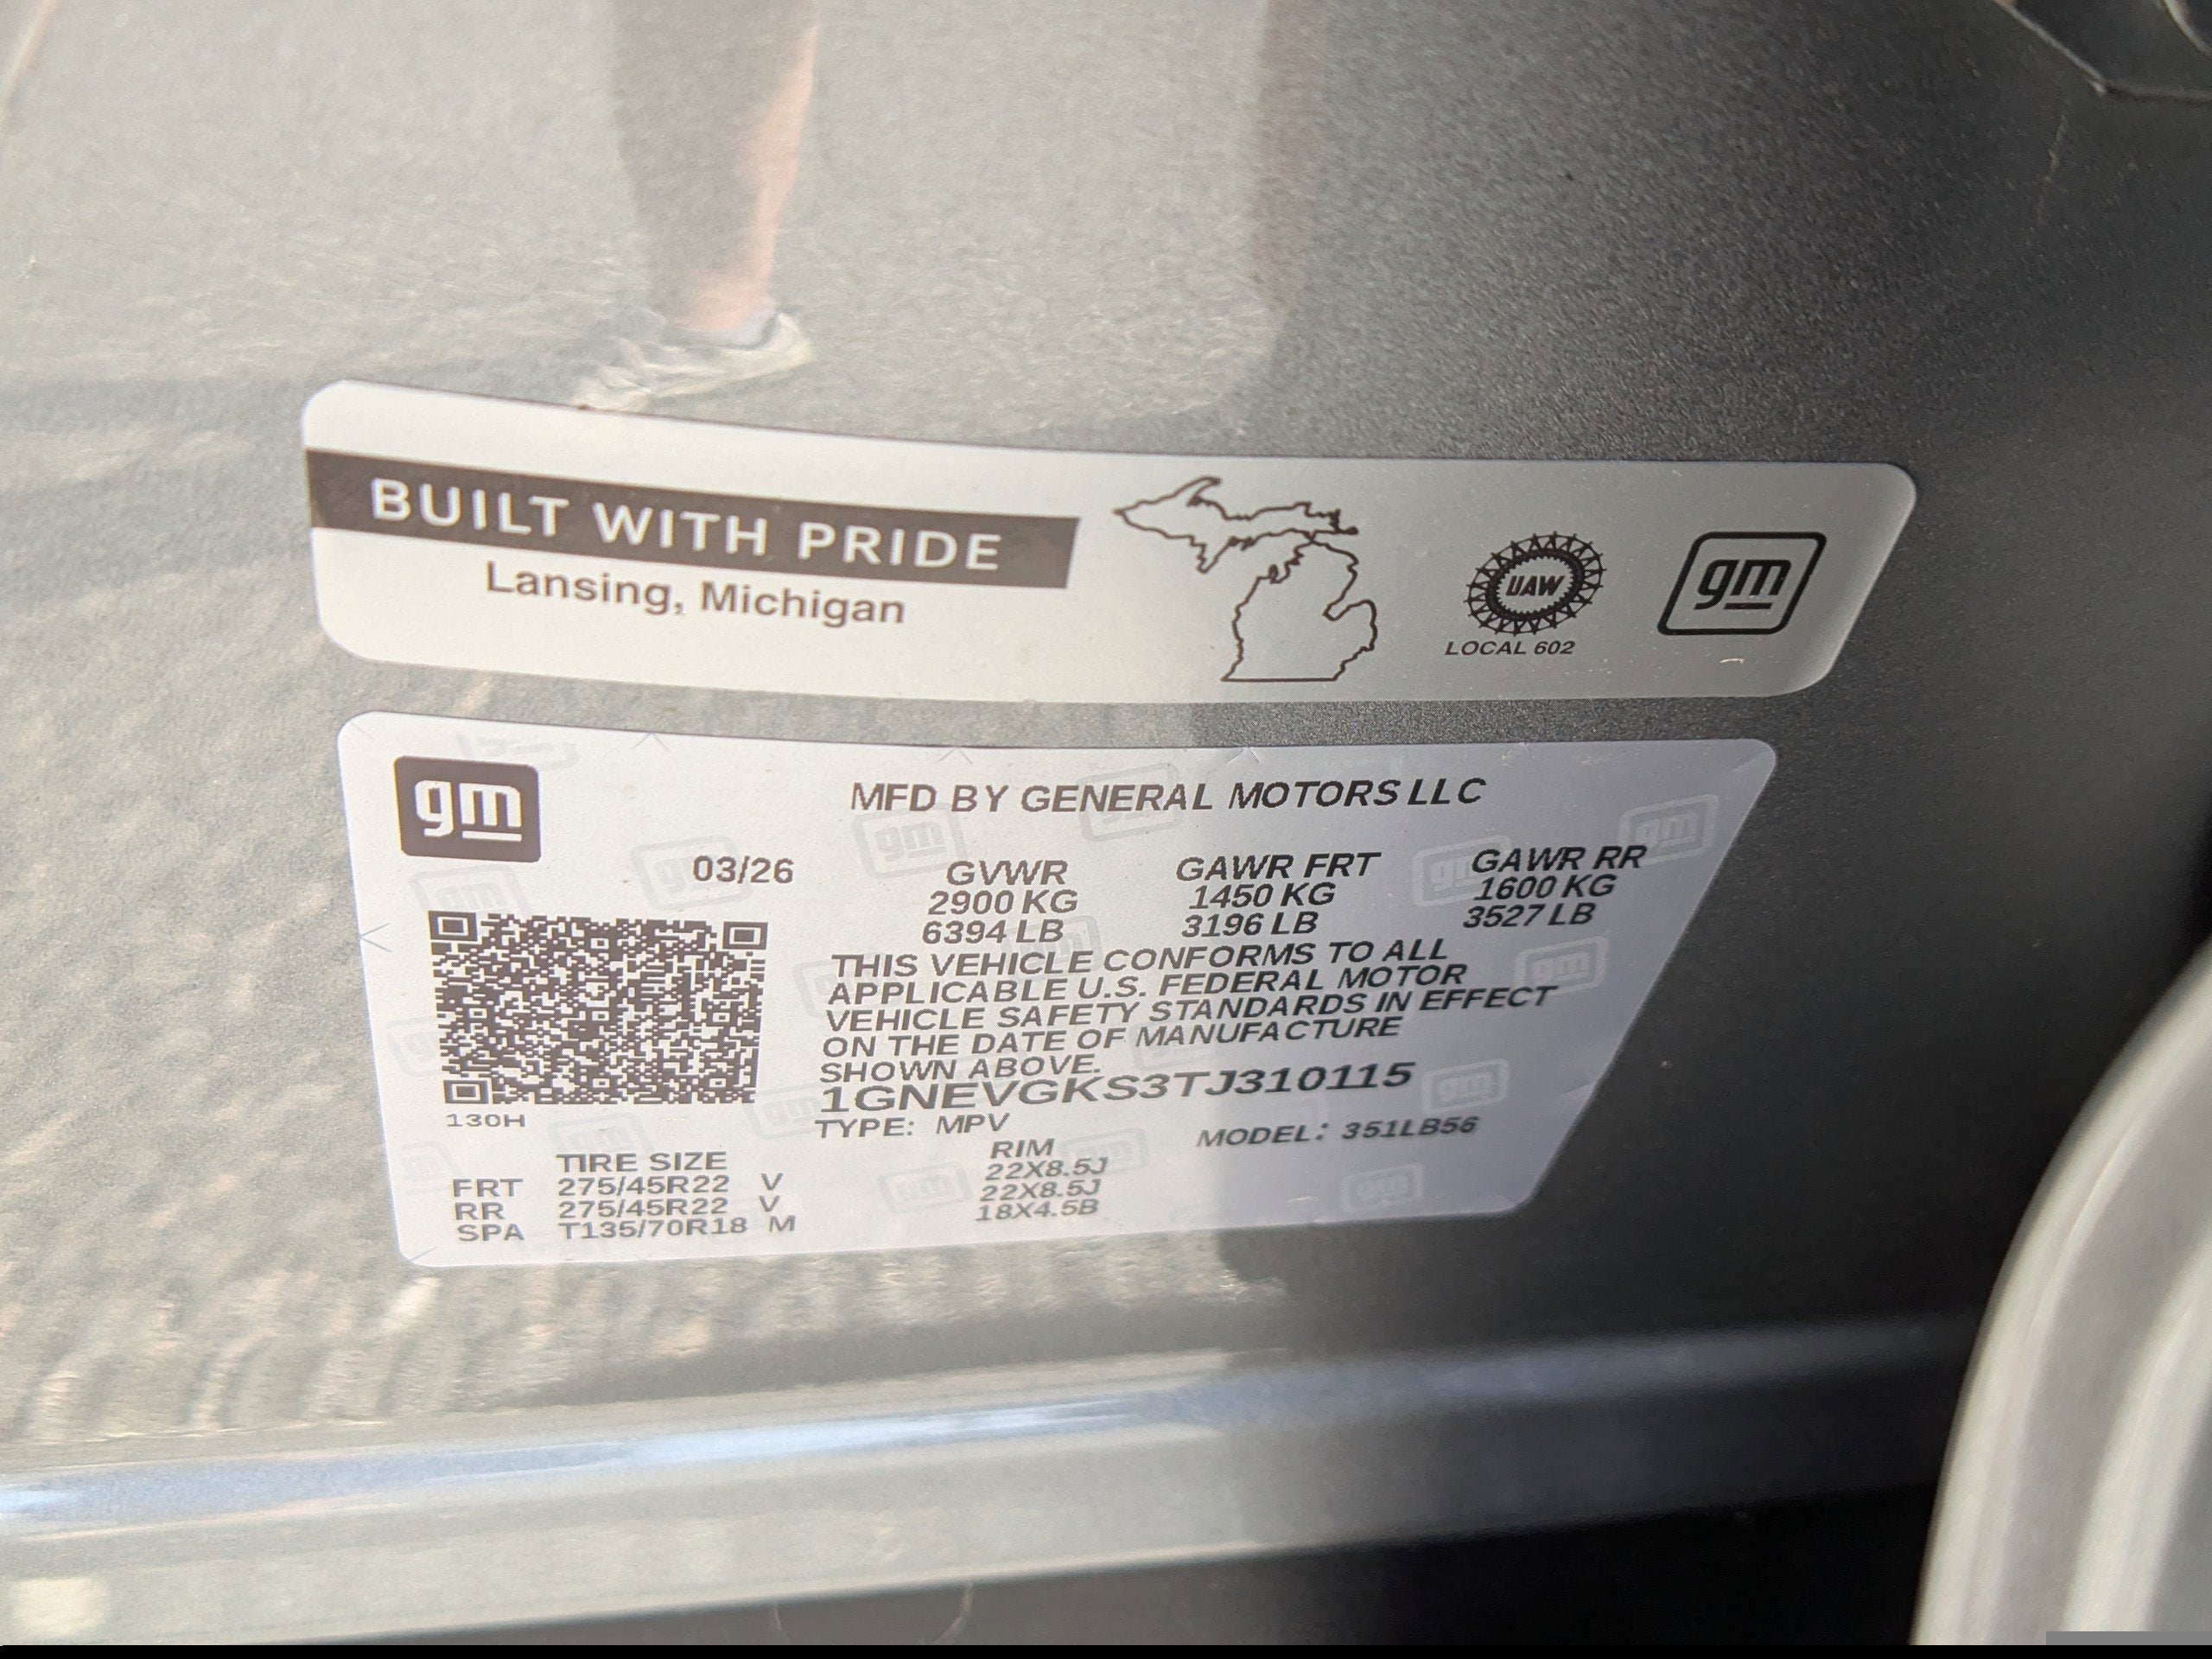 BUILT WITH PRIDE
Lansing, Michigan
UAW
LOCAL 602
gm
gm
MFD BY GENERAL MOTORS LLC
03/26 GVWR GAWR FRT GAWR RR
2900 KG 1450 KG 1600 KG
6394 LB 3196 LB 3527 LB
THIS VEHICLE CONFORMS TO ALL
APPLICABLE U.S. FEDERAL MOTOR
VEHICLE SAFETY STANDARDS IN EFFECT
ON THE DATE OF MANUFACTURE
SHOWN ABOVE.
1GNEVGKS3TJ310115
130H
TYPE: MPV MODEL: 351LB56
TIRE SIZE RIM
FRT 275/45R22 V 22X8.5J
RR 275/45R22 V 22X8.5J
SPA T135/70R18 M 18X4.5B